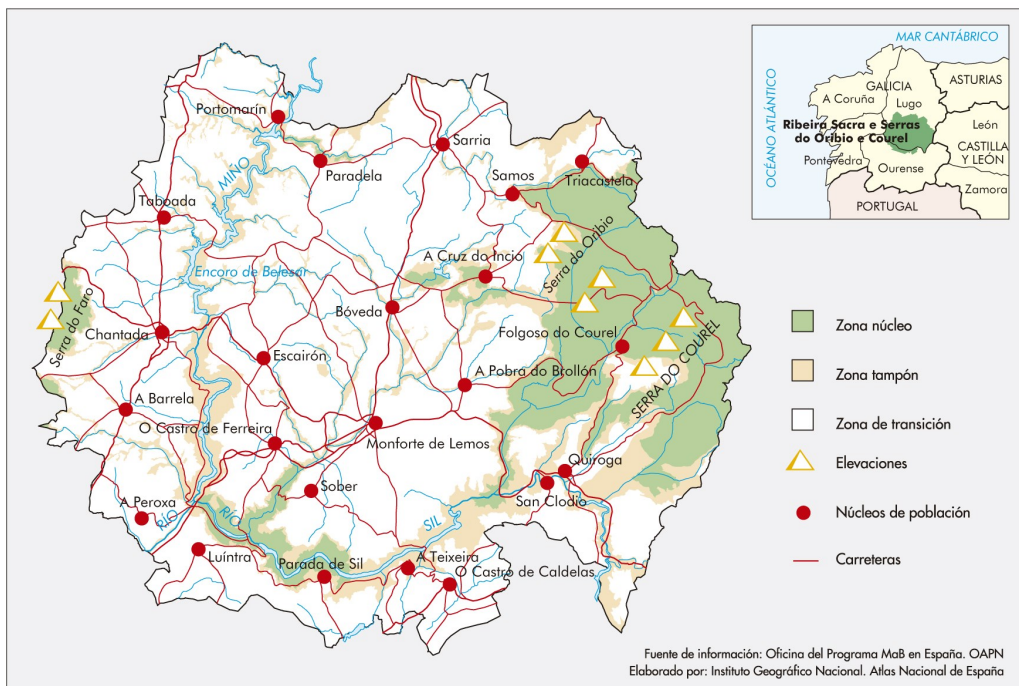 MAR CANTÁBRICO
OCÉANO ATLÁNTICO
ASTURIAS
GALICIA
A Coruña
Lugo
Ribeira Sacra e Serras
do Oribio e Courel
León
CASTILLA
Y LEÓN
Pontevedra
Ourense
Zamora
PORTUGAL
Portomarín
Sarria
Paradela
MIÑO
Samos
Triacastela
Taboada
Serra do Oribio
A Cruz do Incio
Encoro de Belesar
Serra do Faro
Bóveda
Chantada
Folgoso do Courel
Escairón
SERRA DO COUREL
A Pobra do Brollón
A Barrela
O Castro de Ferreira
Monforte de Lemos
Quiroga
Sober
San Clodio
A Peroxa
RÍO
RÍO
SIL
Luíntra
Parada de Sil
A Teixeira
O Castro de Caldelas
Zona núcleo
Zona tampón
Zona de transición
Elevaciones
Núcleos de población
Carreteras
Fuente de información: Oficina del Programa MaB en España. OAPN
Elaborado por: Instituto Geográfico Nacional. Atlas Nacional de España